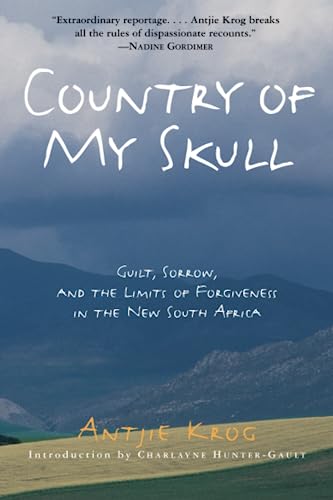 "Extraordinary reportage. . . . Antjie Krog breaks
all the rules of dispassionate recounts."
—Nadine Gordimer
Country of
My Skull
Guilt, Sorrow,
and the Limits of Forgiveness
in the New South Africa
Antjie Krog
Introduction by Charlayne Hunter-Gault